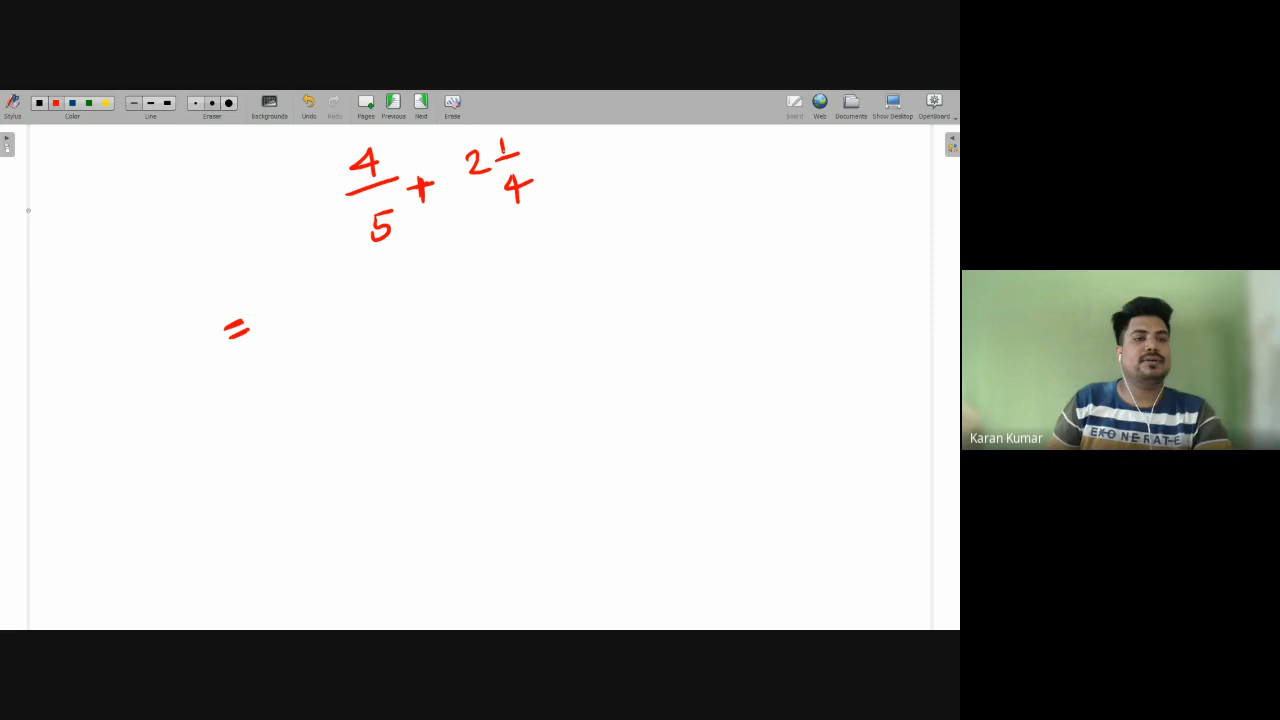 Stylus Color Line Eraser Backgrounds Undo Redo Pages Previous Next Erase Board Web Documents Show Desktop OpenBoard
4/5 + 2 1/4
=
EXONERATE
Karan Kumar